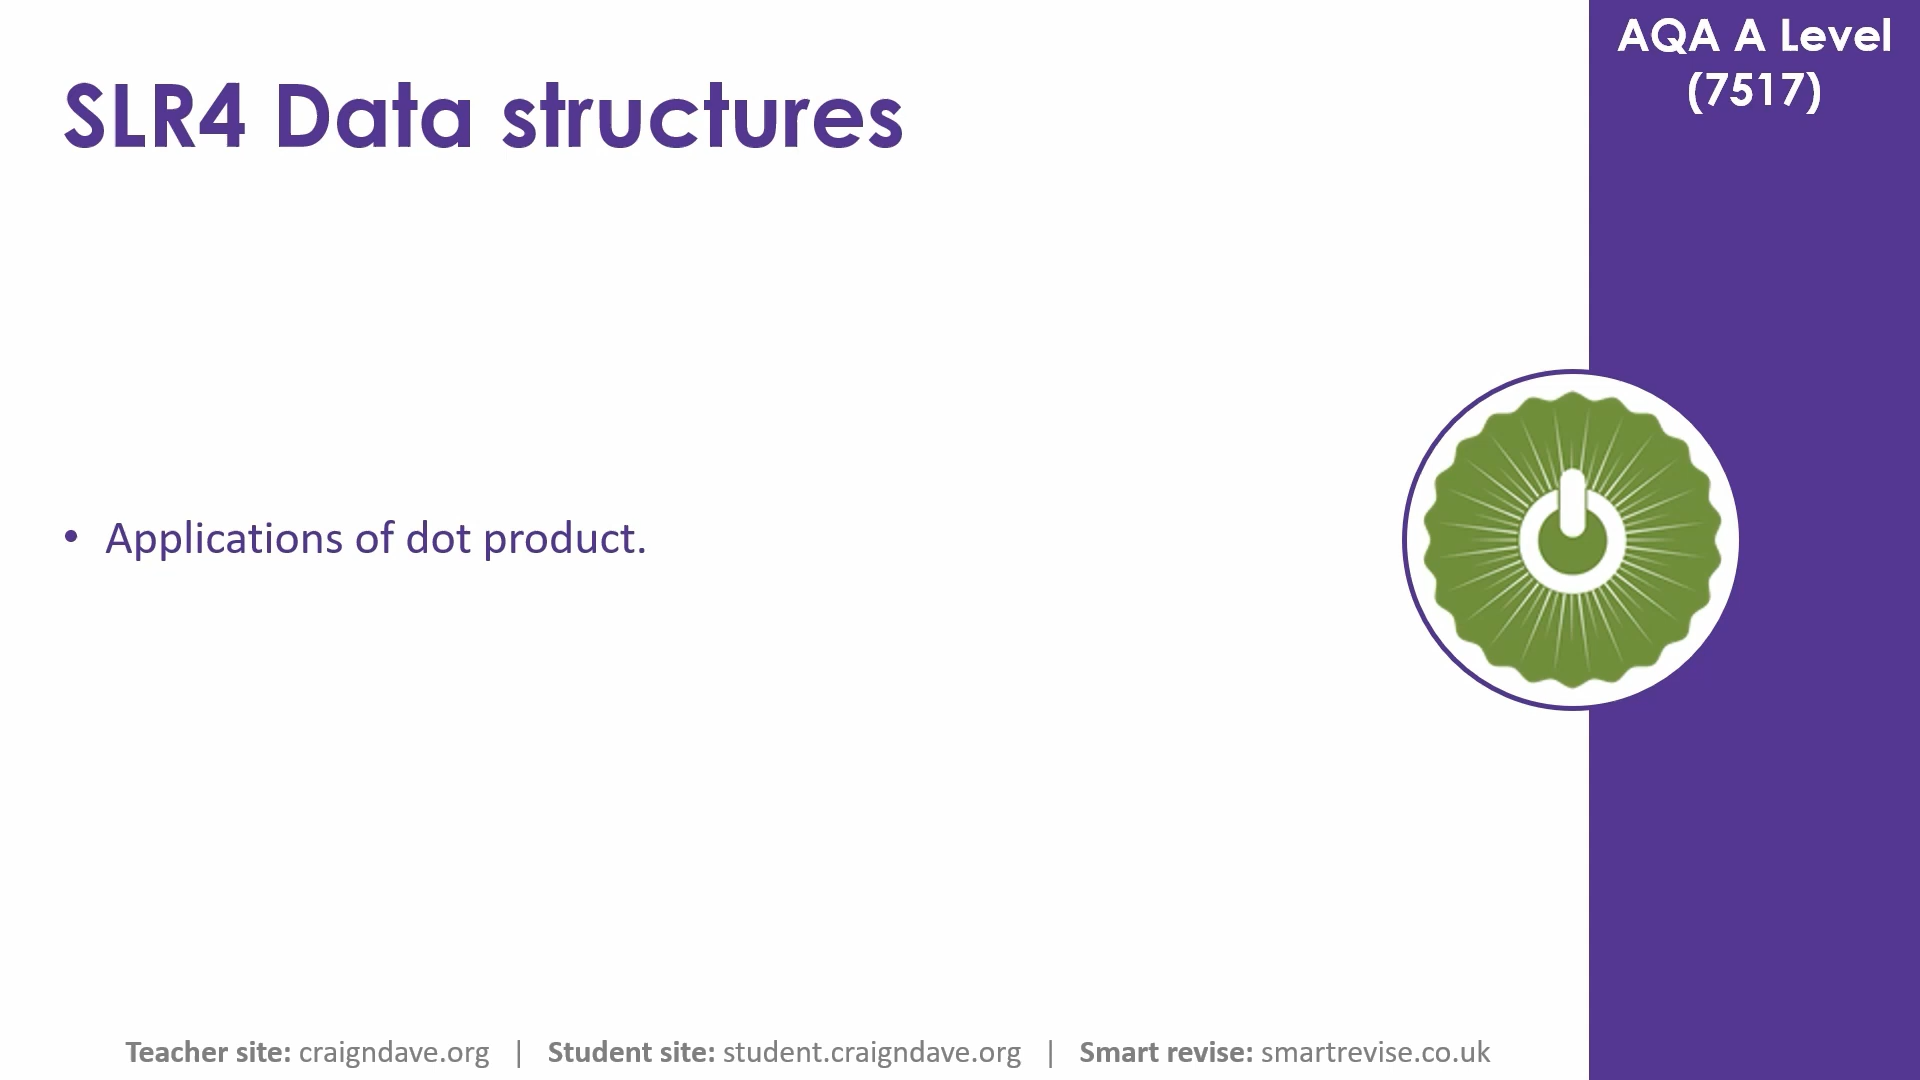 AQA A Level
(7517)
SLR4 Data structures
• Applications of dot product.
Teacher site: craigndave.org | Student site: student.craigndave.org | Smart revise: smartrevise.co.uk